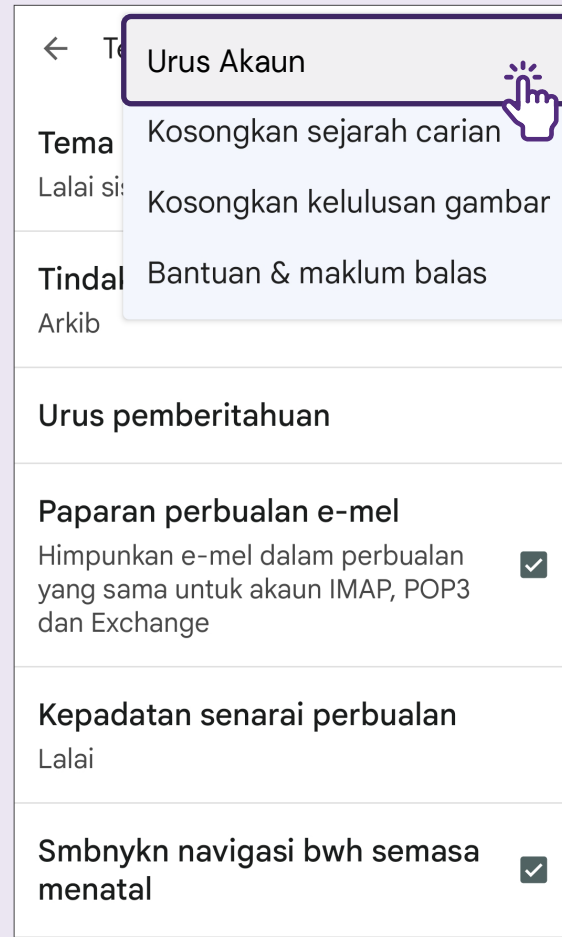 Urus Akaun
Kosongkan sejarah carian
Kosongkan kelulusan gambar
Bantuan & maklum balas
Tema
Lalai
Arkib
Urus pemberitahuan
Paparan perbualan e-mel
Himpunkan e-mel dalam perbualan
yang sama untuk akaun IMAP, POP3
dan Exchange
Kepadatan senarai perbualan
Lalai
Smbnykn navigasi bwh semasa
menatal